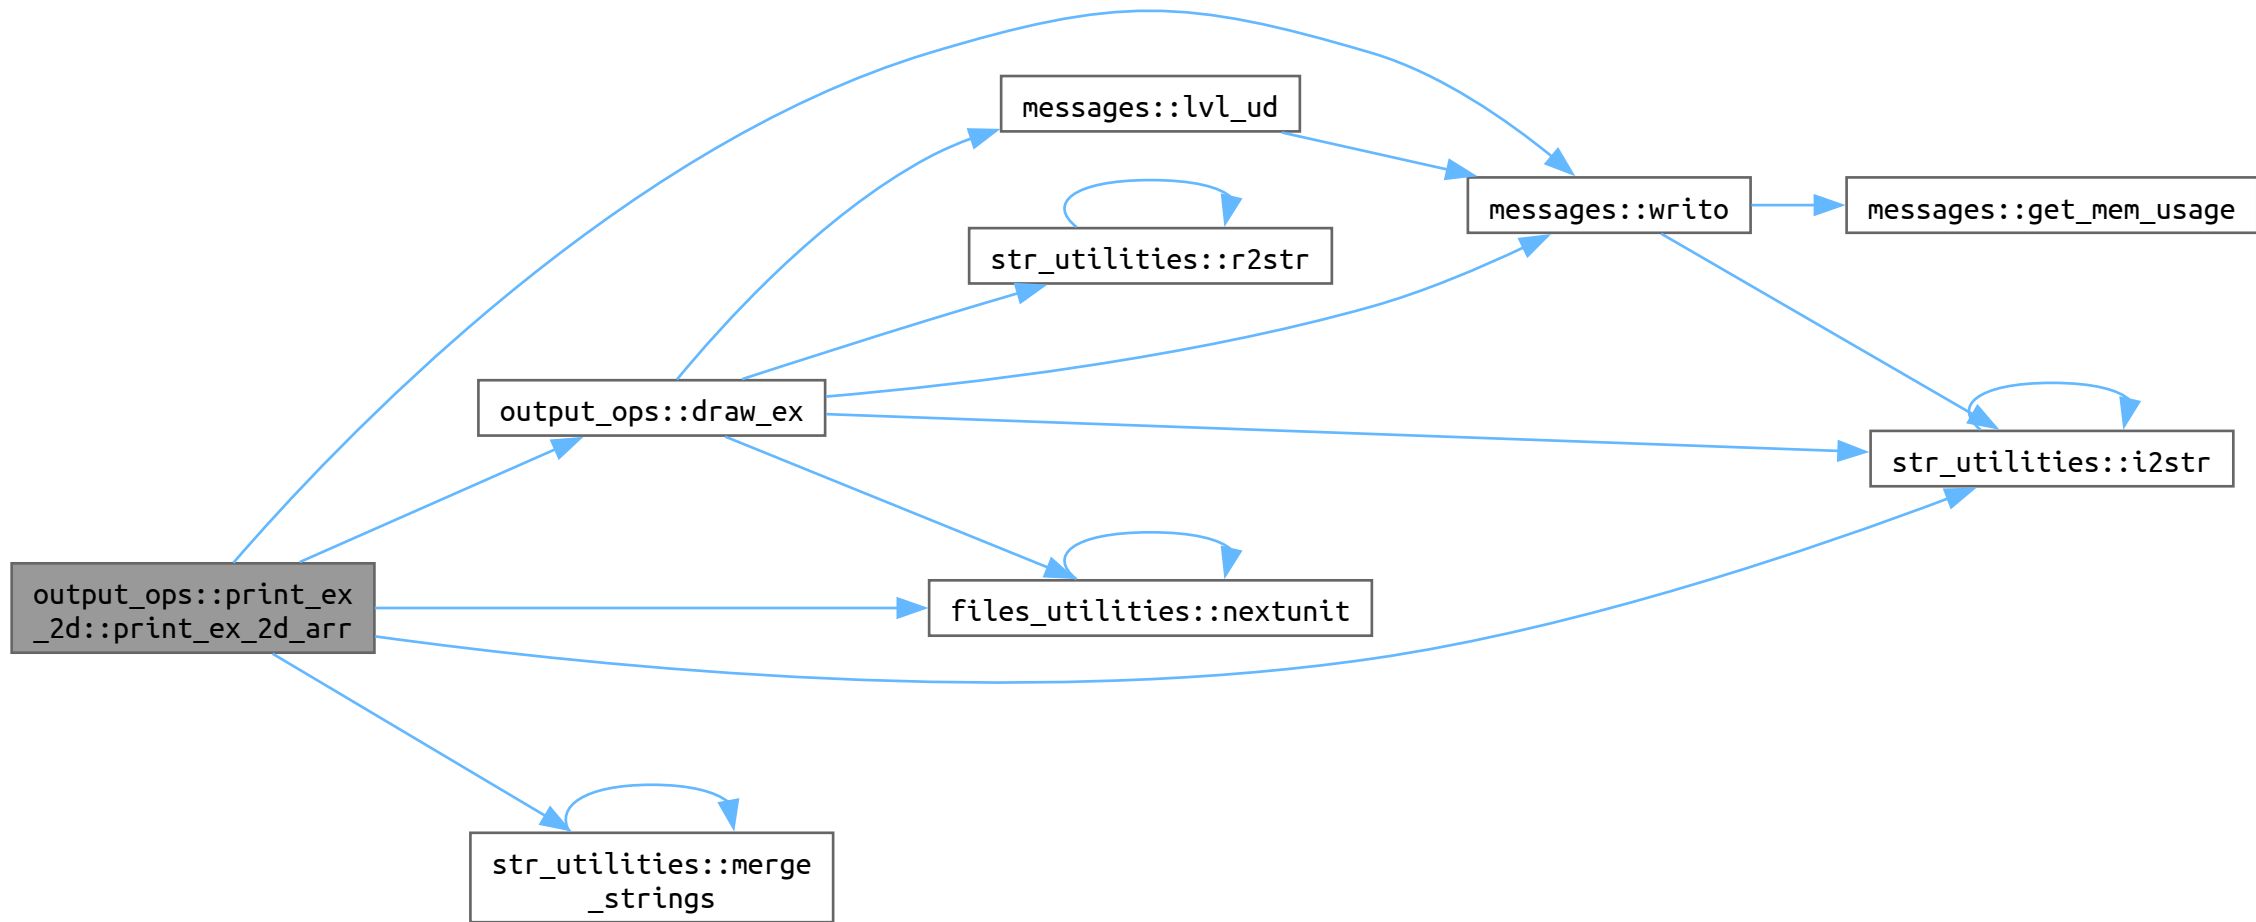 messages::lvl_ud
messages::writo
messages::get_mem_usage
str_utilities::r2str
output_ops::draw_ex
str_utilities::i2str
output_ops::print_ex
_2d::print_ex_2d_arr
files_utilities::nextunit
str_utilities::merge
_strings